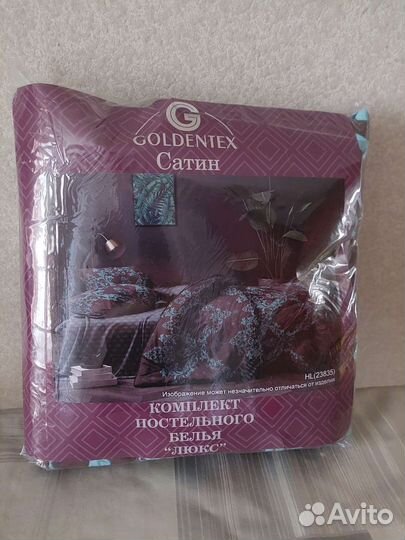 G
GOLDENTEX
Сатин
HL(23835)
Изображение может незначительно отличаться от изделия
КОМПЛЕКТ
ПОСТЕЛЬНОГО
БЕЛЬЯ
“ЛЮКС”
Avito